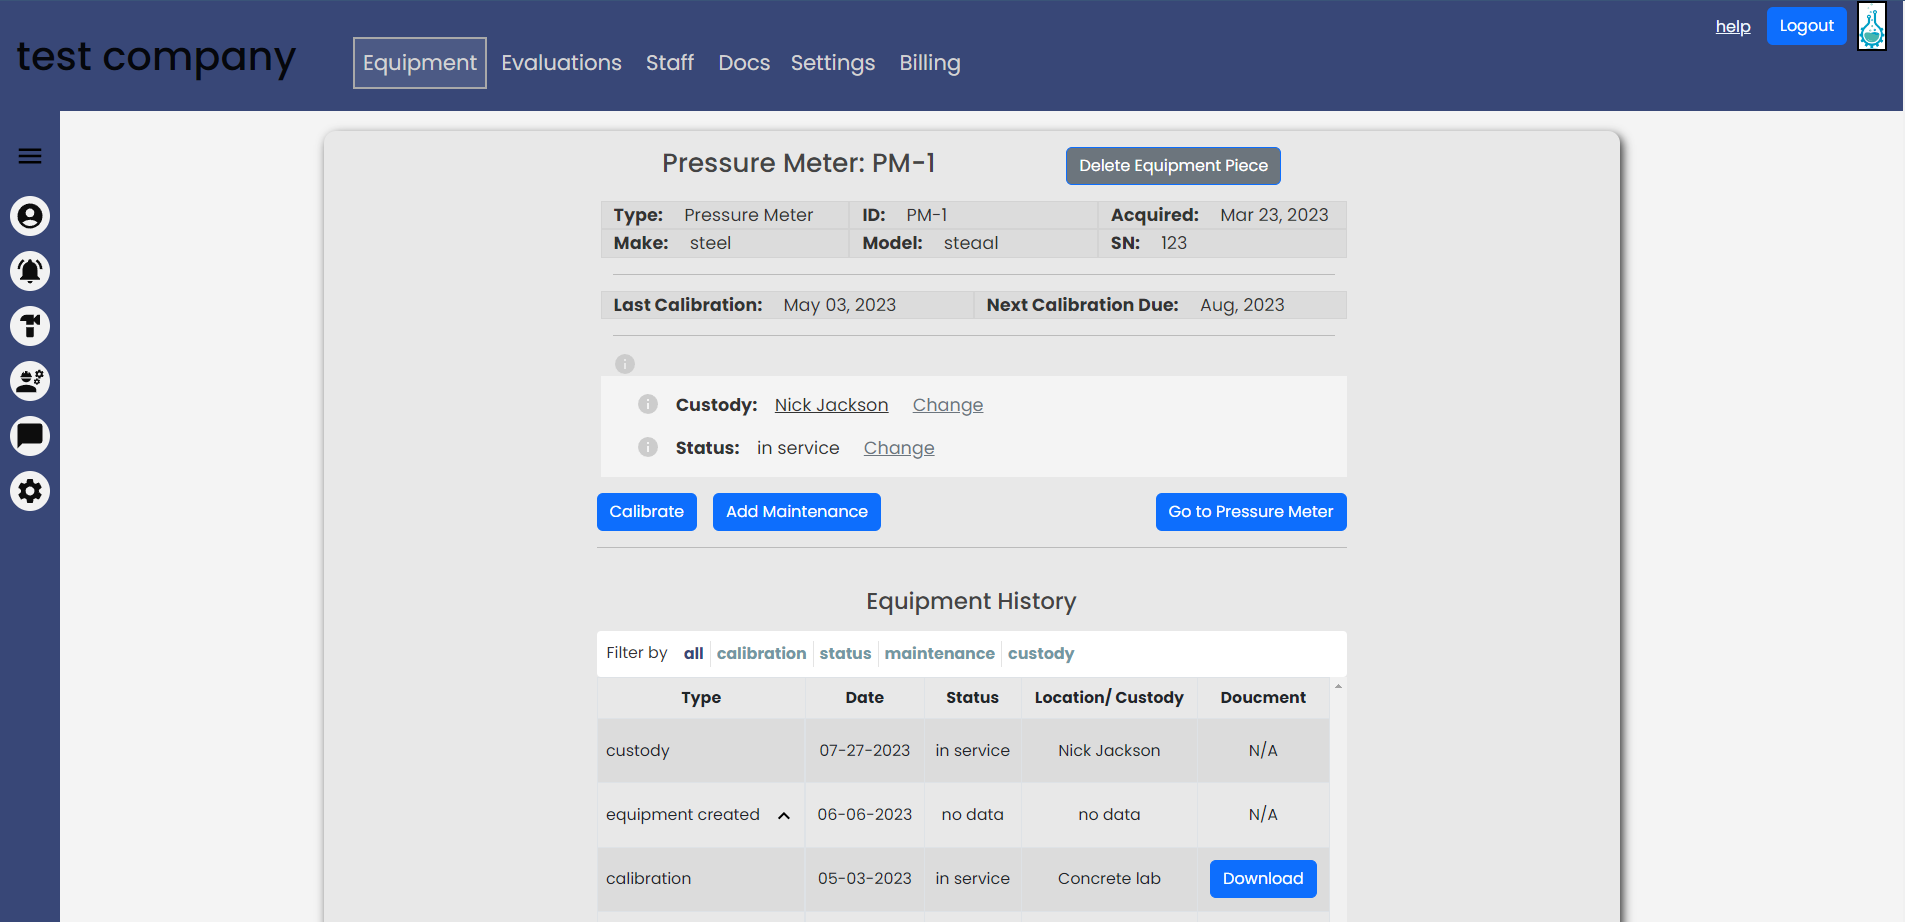 test company
Equipment Evaluations Staff Docs Settings Billing
help Logout
Pressure Meter: PM-1
Delete Equipment Piece
Type: Pressure Meter ID: PM-1 Acquired: Mar 23, 2023
Make: steel Model: steaal SN: 123
Last Calibration: May 03, 2023 Next Calibration Due: Aug, 2023
Custody: Nick Jackson Change
Status: in service Change
Calibrate Add Maintenance Go to Pressure Meter
Equipment History
Filter by all calibration status maintenance custody
Type Date Status Location/ Custody Doucment
custody 07-27-2023 in service Nick Jackson N/A
equipment created 06-06-2023 no data no data N/A
calibration 05-03-2023 in service Concrete lab Download